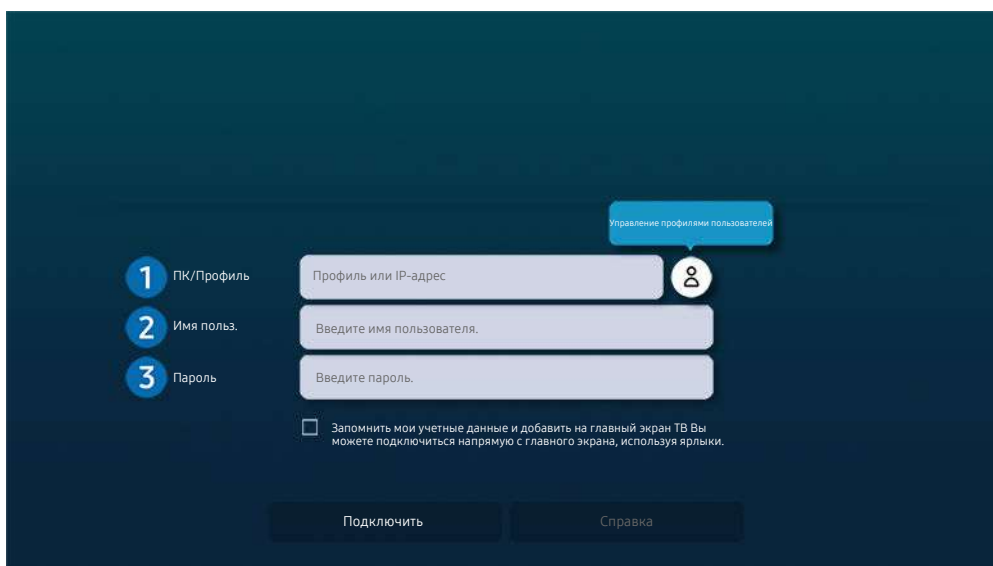 Управление профилями пользователей
1 ПК/Профиль Профиль или IP-адрес
2 Имя польз. Введите имя пользователя.
3 Пароль Введите пароль.
Запомнить мои учетные данные и добавить на главный экран ТВ Вы
можете подключиться напрямую с главного экрана, используя ярлыки.
Подключить Справка